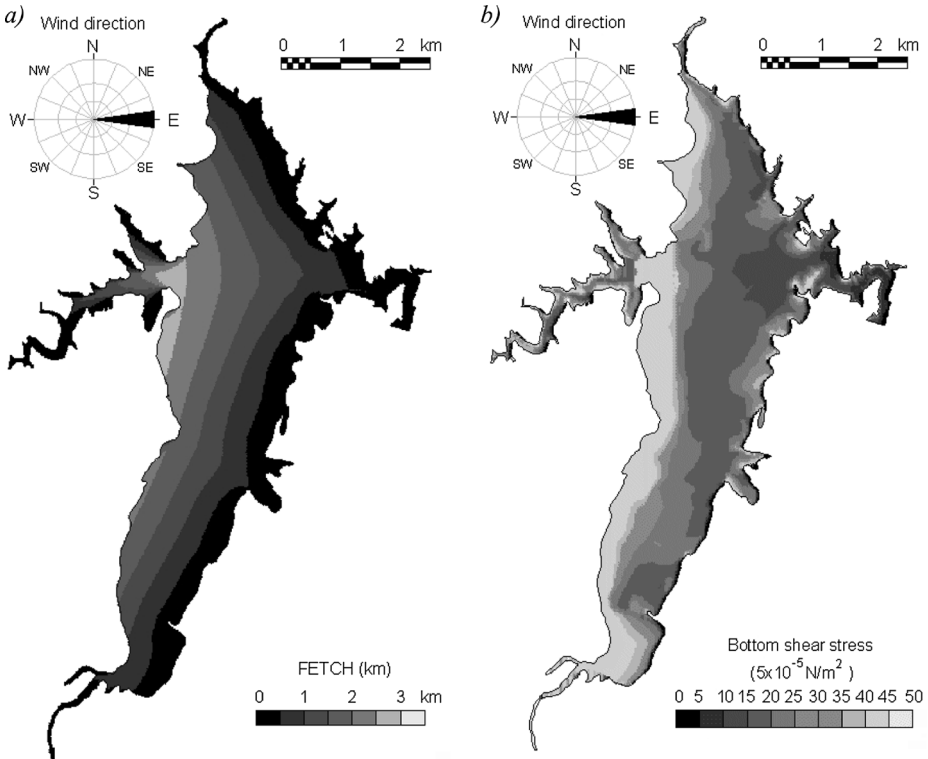 a)
Wind direction
N
NW NE
W E
SW SE
S
0 1 2 km
FETCH (km)
0 1 2 3 km
b)
Wind direction
N
NW NE
W E
SW SE
S
0 1 2 km
Bottom shear stress
(5x10⁻⁵ N/m²)
0 5 10 15 20 25 30 35 40 45 50